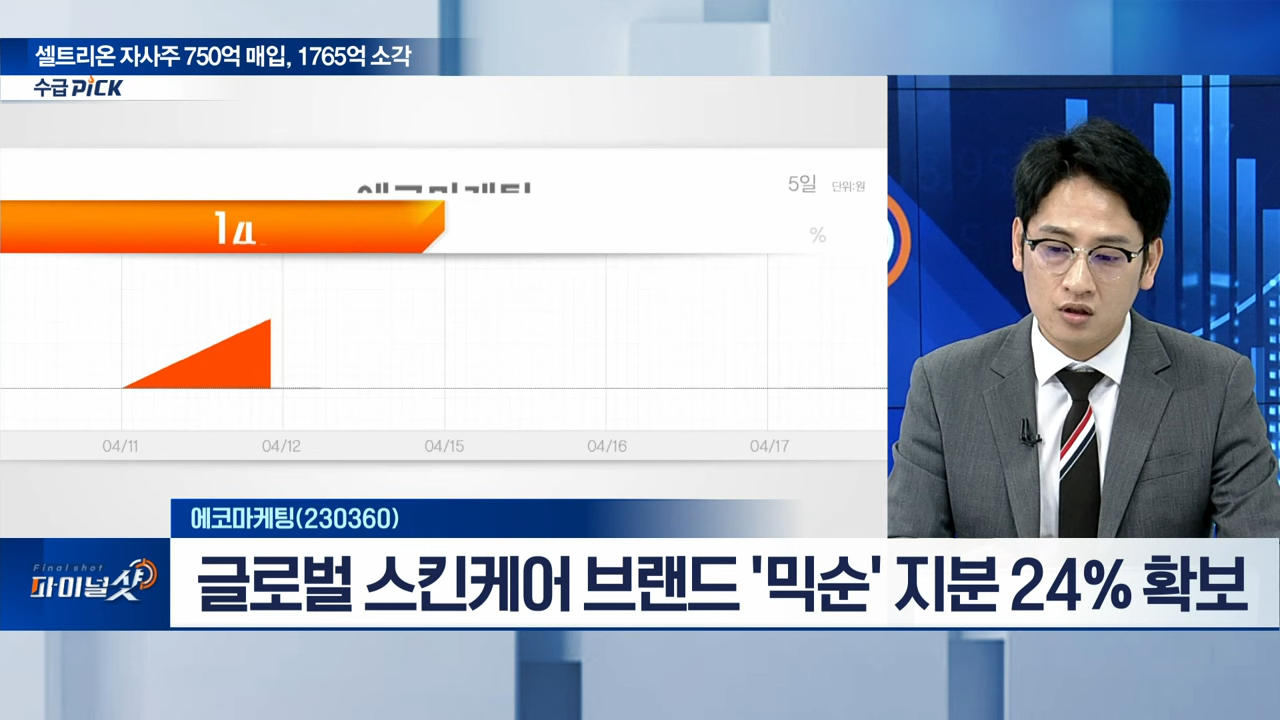 셀트리온 자사주 750억 매입, 1765억 소각
수급 PiCK
5일 단위:원
%
04/11 04/12 04/15 04/16 04/17
에코마케팅(230360)
Final shot
파이널샷
글로벌 스킨케어 브랜드 '믹순' 지분 24% 확보